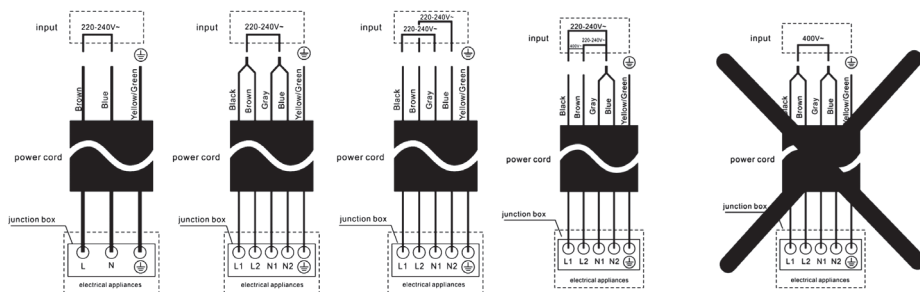 input
220-240V~
Brown
Blue
Yellow/Green
power cord
junction box
L
N
electrical appliances
input
220-240V~
Black
Brown
Gray
Blue
Yellow/Green
power cord
junction box
L1
L2
N1
N2
electrical appliances
input
220-240V~
220-240V~
Black
Brown
Gray
Blue
Yellow/Green
power cord
junction box
L1
L2
N1
N2
electrical appliances
input
220-240V~
220-240V~
400V~
Black
Brown
Gray
Blue
Yellow/Green
power cord
junction box
L1
L2
N1
N2
electrical appliances
input
400V~
Black
Brown
Gray
Blue
Yellow/Green
power cord
junction box
L1
L2
N1
N2
electrical appliances